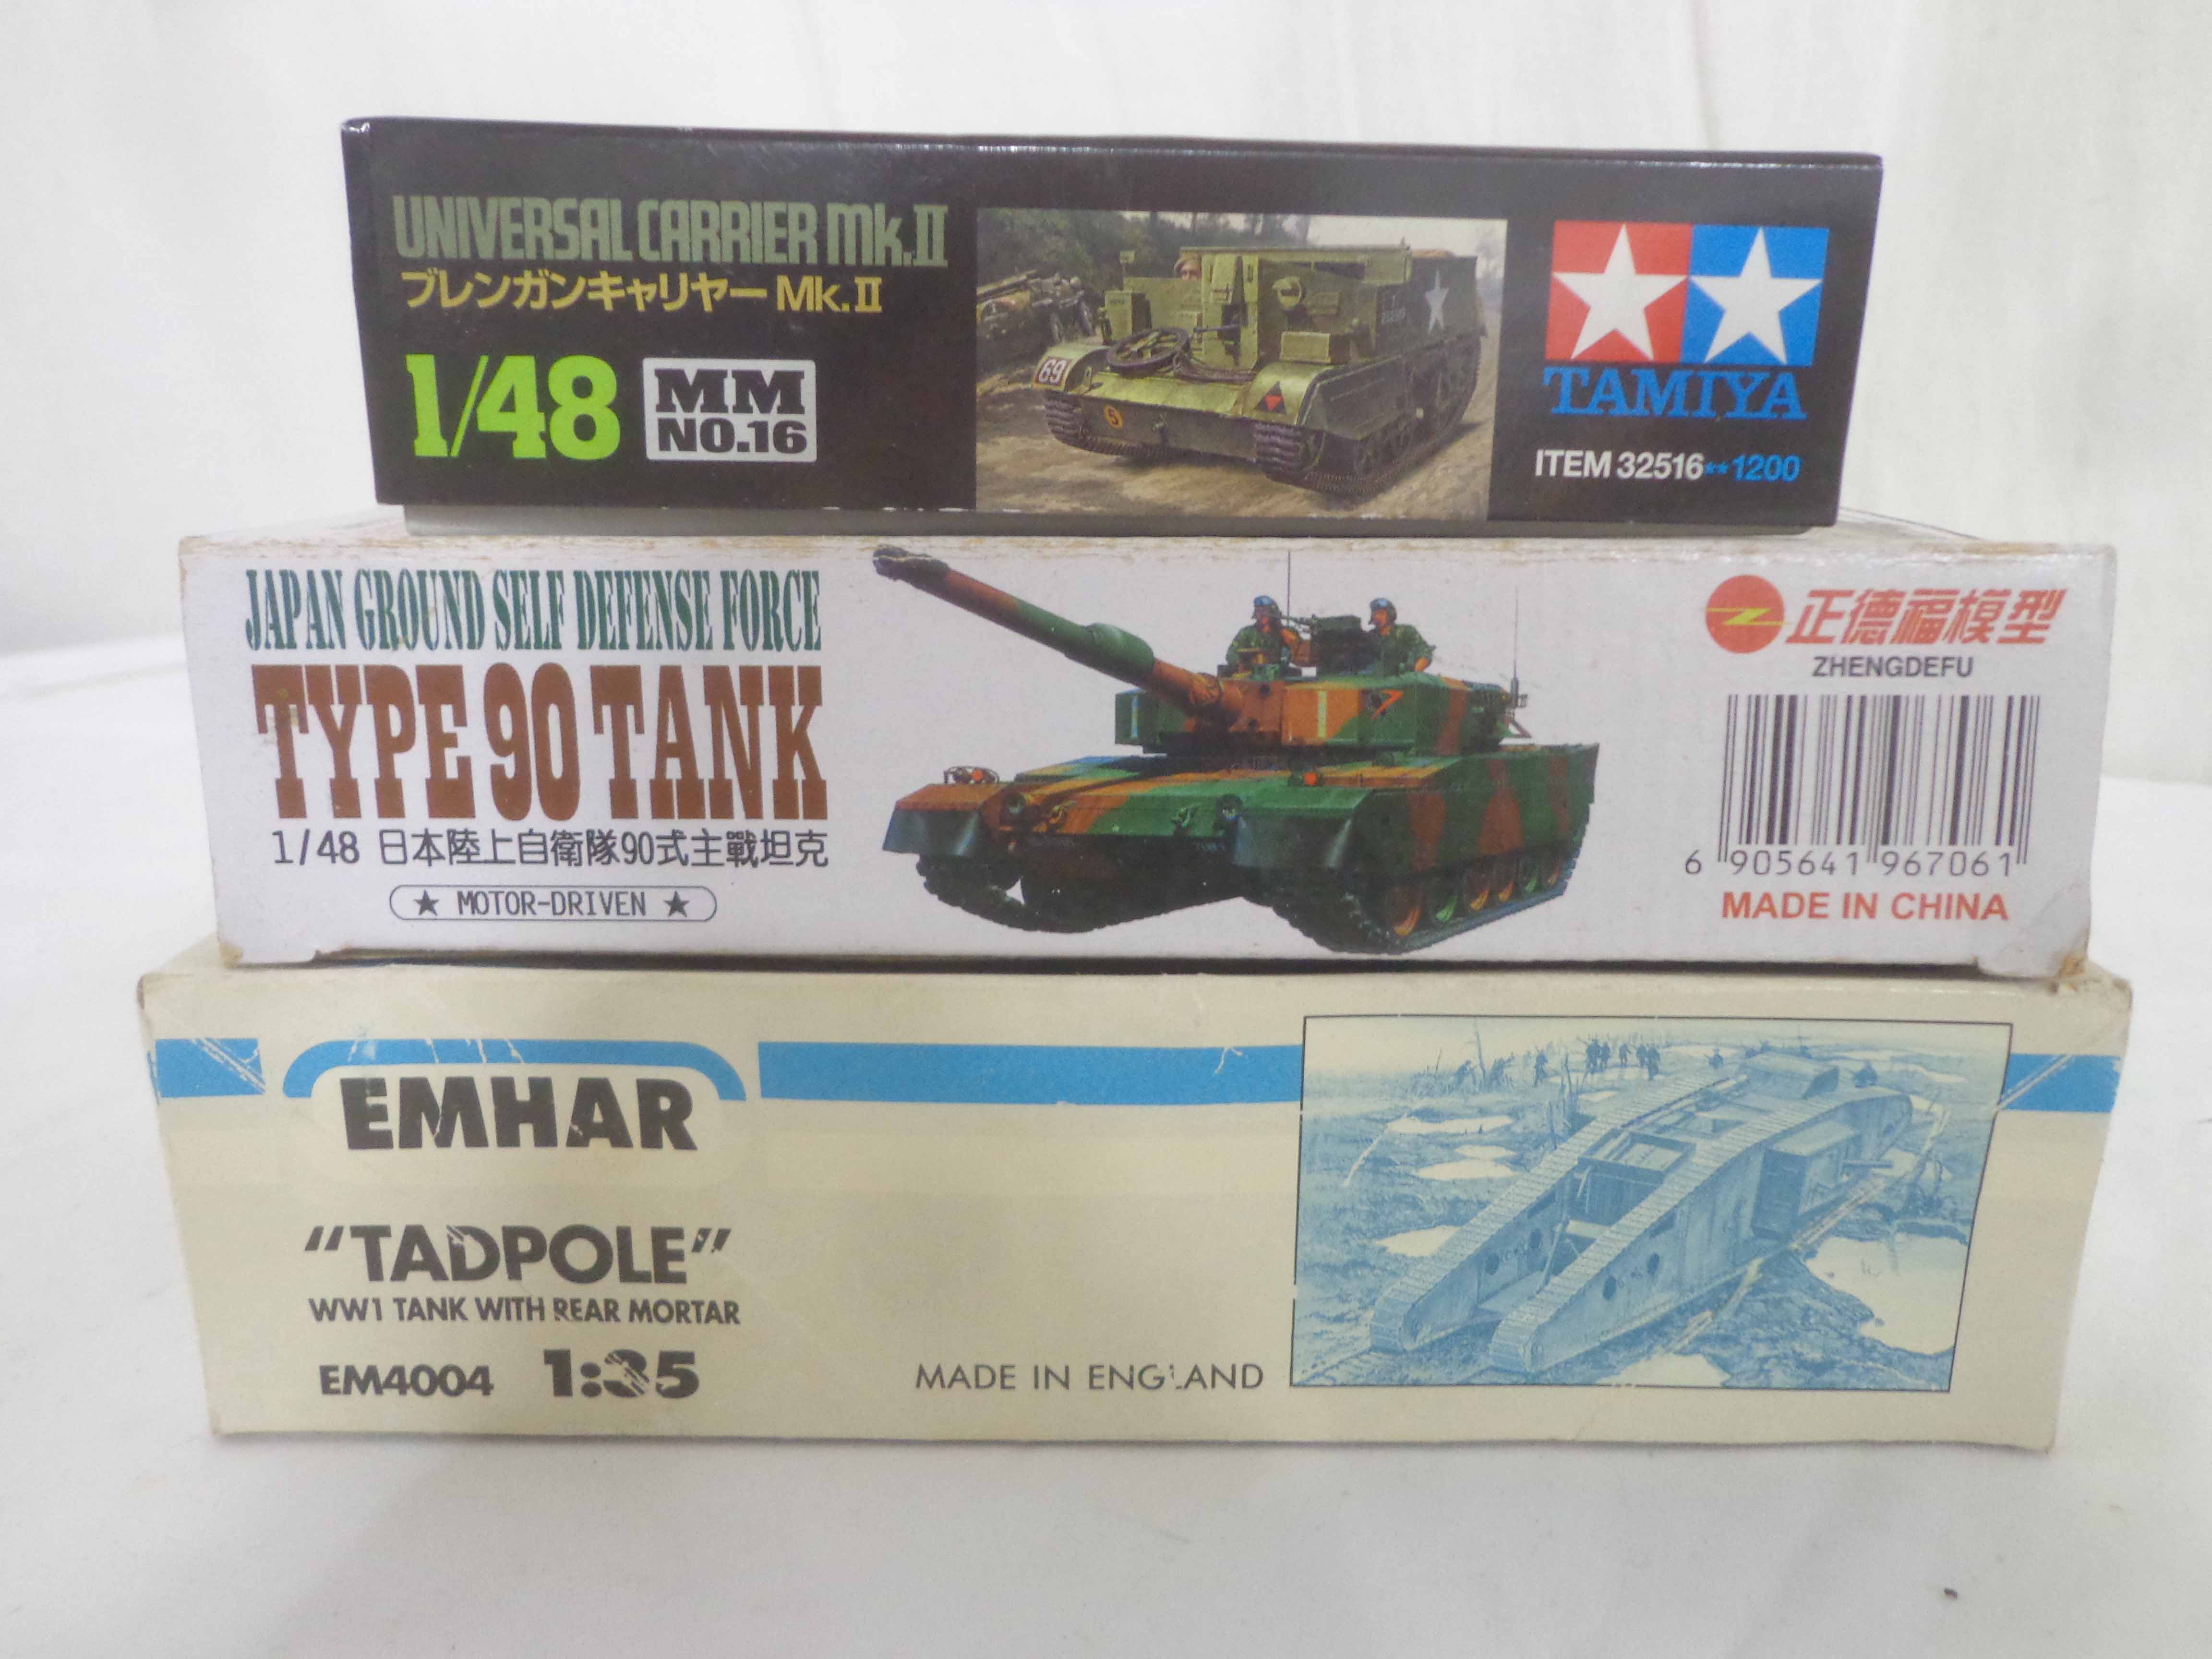 UNIVERSAL CARRIER Mk.II
ブレンガンキャリヤー Mk.II
1/48 MM NO.16
69
5
TAMIYA
ITEM 32516**1200
JAPAN GROUND SELF DEFENSE FORCE
TYPE 90 TANK
1/48 日本陸上自衛隊90式主戰坦克
★ MOTOR-DRIVEN ★
正德福模型
ZHENGDEFU
6 905641 967061
MADE IN CHINA
EMHAR
"TADPOLE"
WW1 TANK WITH REAR MORTAR
EM4004 1:35
MADE IN ENGLAND